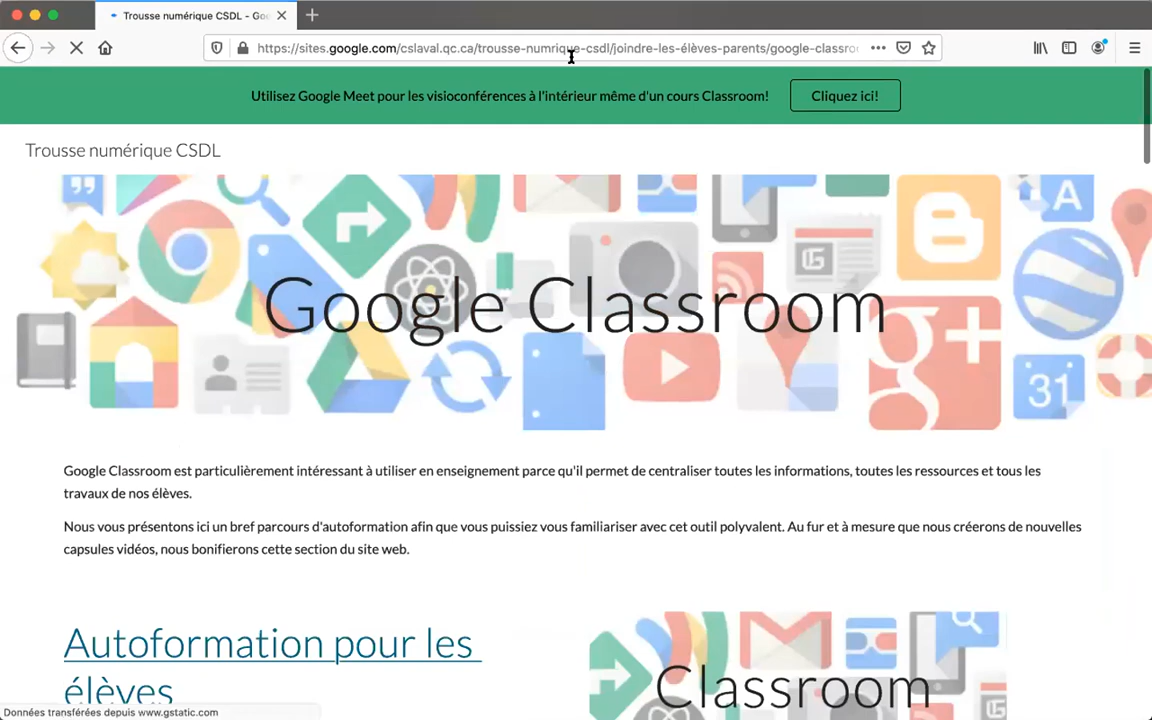 Trousse numérique CSDL - Goo
https://sites.google.com/cslaval.qc.ca/trousse-numrique-csdl/joindre-les-élèves-parents/google-classro
Utilisez Google Meet pour les visioconférences à l'intérieur même d'un cours Classroom!
Cliquez ici!
Trousse numérique CSDL
A
Google Classroom
31
Google Classroom est particulièrement intéressant à utiliser en enseignement parce qu'il permet de centraliser toutes les informations, toutes les ressources et tous les
travaux de nos élèves.
Nous vous présentons ici un bref parcours d'autoformation afin que vous puissiez vous familiariser avec cet outil polyvalent. Au fur et à mesure que nous créerons de nouvelles
capsules vidéos, nous bonifierons cette section du site web.
Autoformation pour les
élèves
Classroom
Données transférées depuis www.gstatic.com